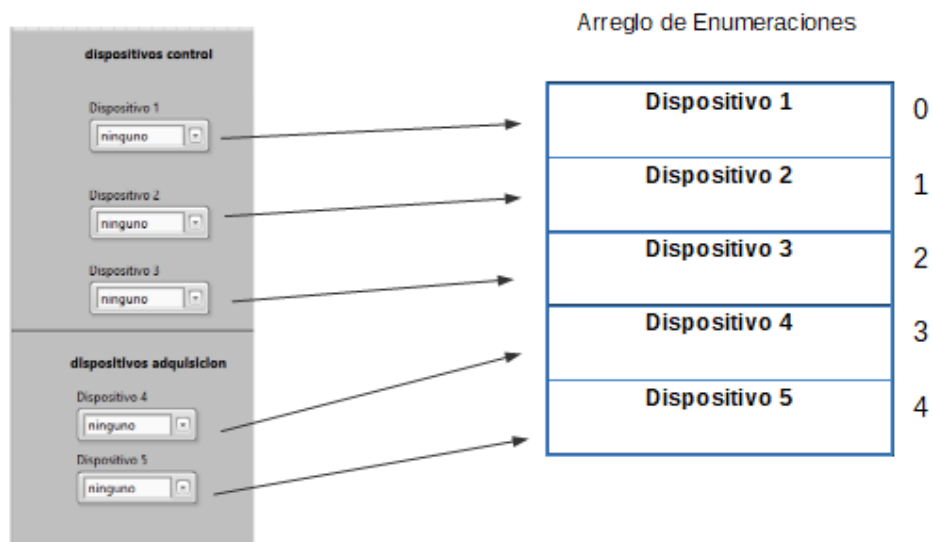 dispositivos control
Dispositivo 1
ninguno
Dispositivo 2
ninguno
Dispositivo 3
ninguno
dispositivos adquisicion
Dispositivo 4
ninguno
Dispositivo 5
ninguno
Arreglo de Enumeraciones
Dispositivo 1 0
Dispositivo 2 1
Dispositivo 3 2
Dispositivo 4 3
Dispositivo 5 4